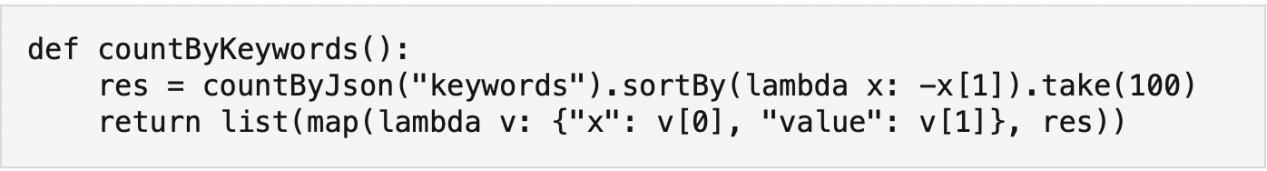 def countByKeywords():
    res = countByJson("keywords").sortBy(lambda x: -x[1]).take(100)
    return list(map(lambda v: {"x": v[0], "value": v[1]}, res))